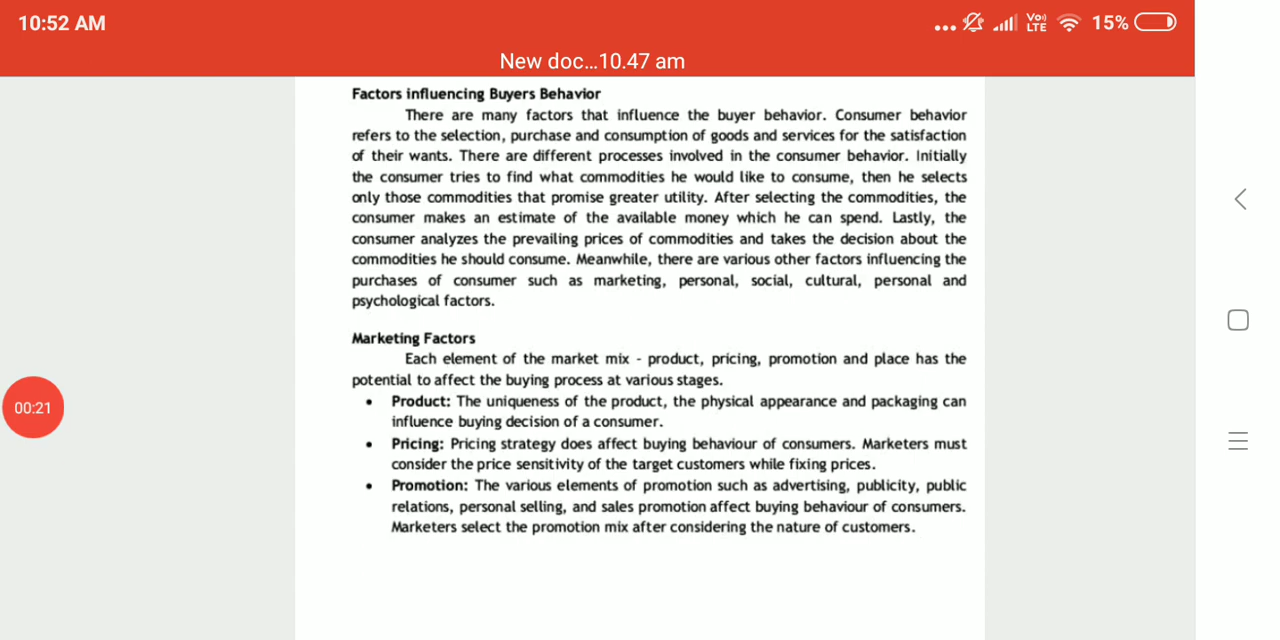 10:52 AM
Vo)) LTE 15%
New doc...10.47 am
Factors influencing Buyers Behavior
There are many factors that influence the buyer behavior. Consumer behavior
refers to the selection, purchase and consumption of goods and services for the satisfaction
of their wants. There are different processes involved in the consumer behavior. Initially
the consumer tries to find what commodities he would like to consume, then he selects
only those commodities that promise greater utility. After selecting the commodities, the
consumer makes an estimate of the available money which he can spend. Lastly, the
consumer analyzes the prevailing prices of commodities and takes the decision about the
commodities he should consume. Meanwhile, there are various other factors influencing the
purchases of consumer such as marketing, personal, social, cultural, personal and
psychological factors.
Marketing Factors
Each element of the market mix - product, pricing, promotion and place has the
potential to affect the buying process at various stages.
• Product: The uniqueness of the product, the physical appearance and packaging can
influence buying decision of a consumer.
00:21
• Pricing: Pricing strategy does affect buying behaviour of consumers. Marketers must
consider the price sensitivity of the target customers while fixing prices.
• Promotion: The various elements of promotion such as advertising, publicity, public
relations, personal selling, and sales promotion affect buying behaviour of consumers.
Marketers select the promotion mix after considering the nature of customers.